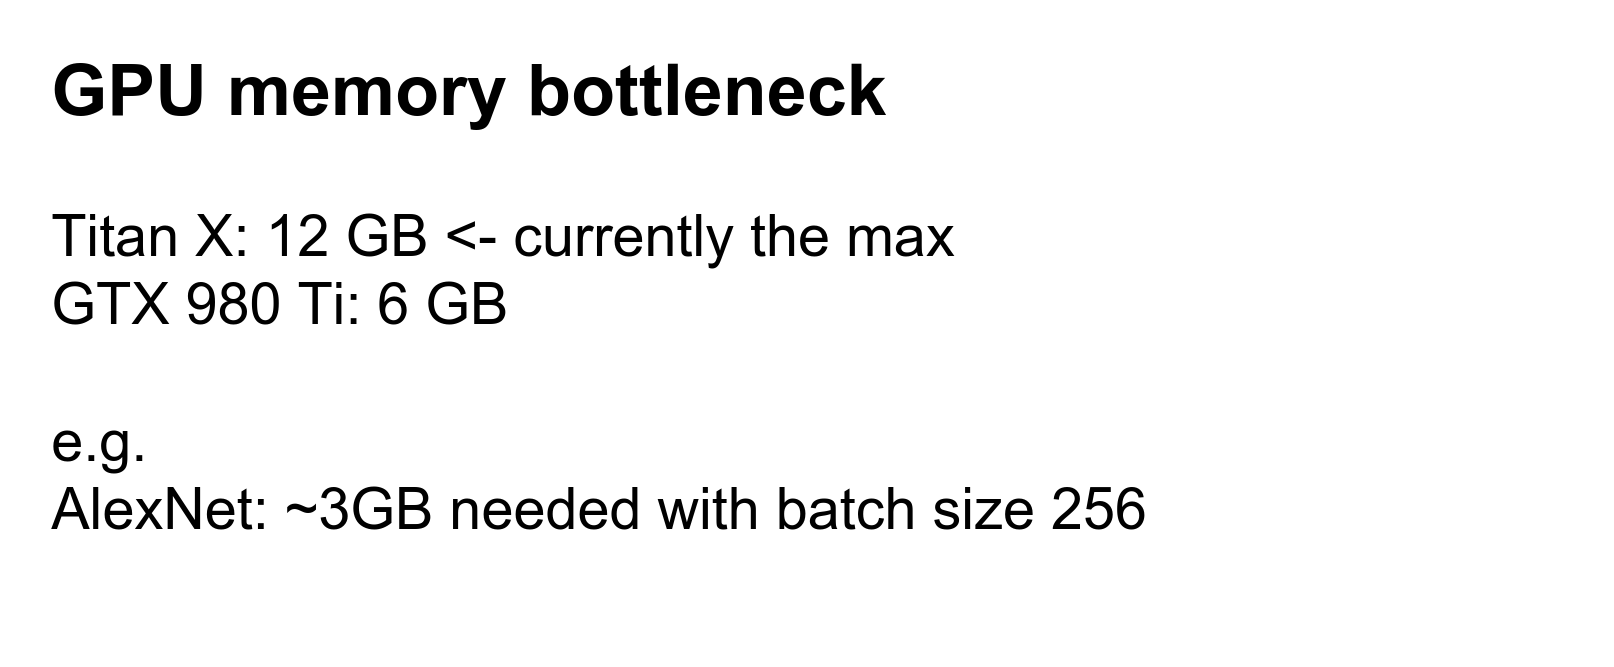 GPU memory bottleneck
Titan X: 12 GB <- currently the max
GTX 980 Ti: 6 GB
e.g.
AlexNet: ~3GB needed with batch size 256